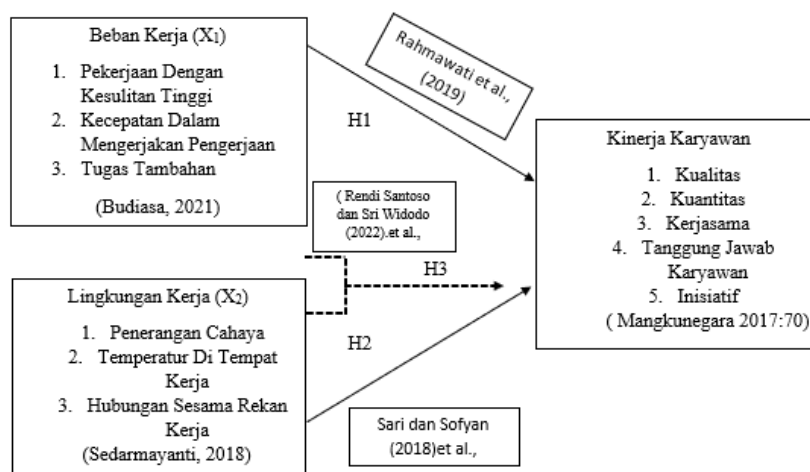 Beban Kerja (X₁)
1. Pekerjaan Dengan
Kesulitan Tinggi
2. Kecepatan Dalam
Mengerjakan Pengerjaan
3. Tugas Tambahan
(Budiasa, 2021)
Rahmawati et al.,
(2019)
H1
( Rendi Santoso
dan Sri Widodo
(2022).et al.,
H3
Lingkungan Kerja (X₂)
1. Penerangan Cahaya
2. Temperatur Di Tempat
Kerja
3. Hubungan Sesama Rekan
Kerja
(Sedarmayanti, 2018)
H2
Sari dan Sofyan
(2018)et al.,
Kinerja Karyawan
1. Kualitas
2. Kuantitas
3. Kerjasama
4. Tanggung Jawab
Karyawan
5. Inisiatif
( Mangkunegara 2017:70)